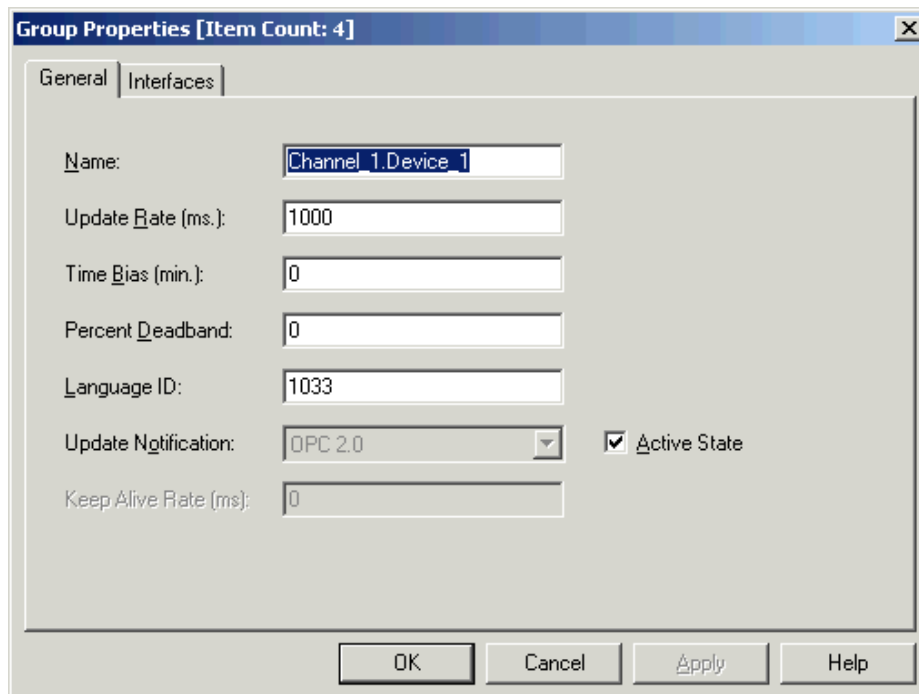 Group Properties [Item Count: 4]
General Interfaces
Name: Channel_1.Device_1
Update Rate (ms.): 1000
Time Bias (min.): 0
Percent Deadband: 0
Language ID: 1033
Update Notification: OPC 2.0 Active State
Keep Alive Rate (ms): 0
OK Cancel Apply Help